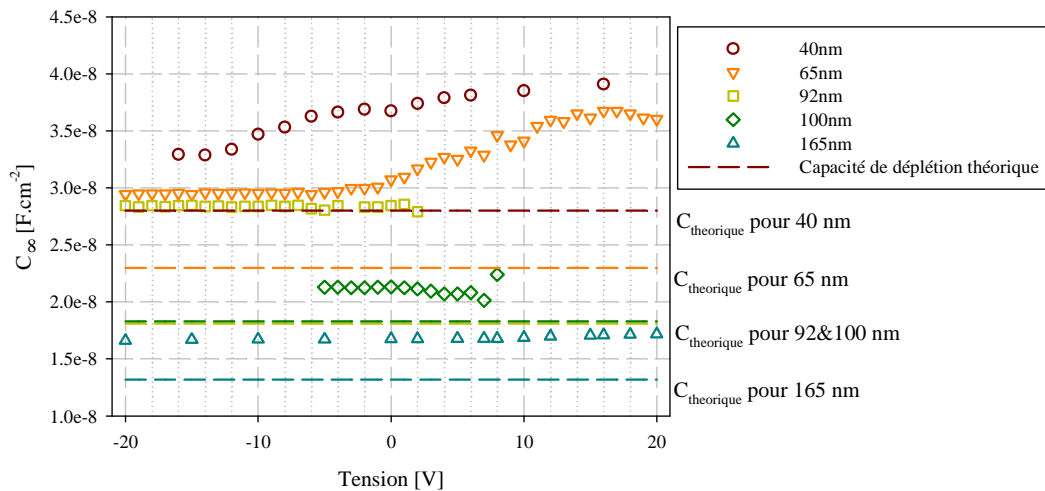 4.5e-8
4.0e-8
3.5e-8
3.0e-8
2.5e-8
2.0e-8
1.5e-8
1.0e-8
C∞ [F.cm-2]
-20 -10 0 10 20
Tension [V]
40nm
65nm
92nm
100nm
165nm
Capacité de déplétion théorique
Ctheorique pour 40 nm
Ctheorique pour 65 nm
Ctheorique pour 92&100 nm
Ctheorique pour 165 nm